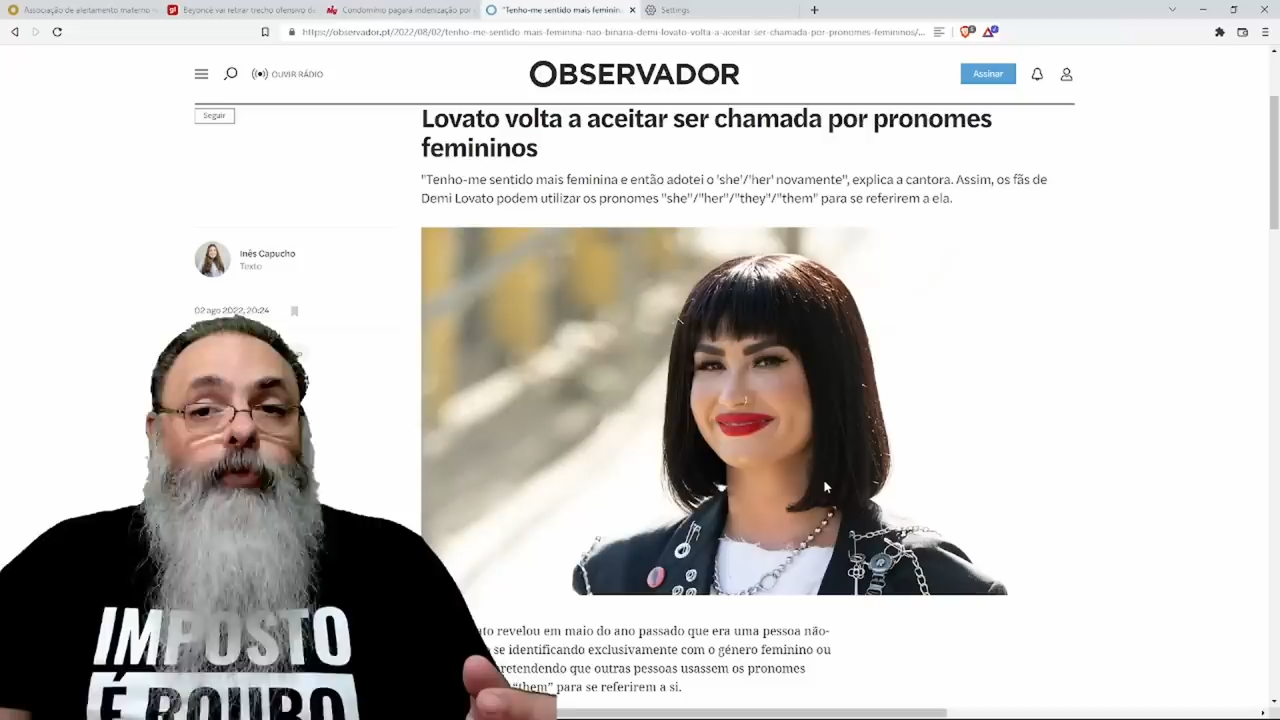 Associação de aleitamento materno
Beyoncé vai retirar trecho ofensivo d
Condomínio pagará indenização por
"Tenho-me sentido mais feminin
Settings
https://observador.pt/2022/08/02/tenho-me-sentido-mais-feminina-nao-binaria-demi-lovato-volta-a-aceitar-ser-chamada-por-pronomes-femininos/...
OUVIR RÁDIO
OBSERVADOR
Assinar
Seguir
Lovato volta a aceitar ser chamada por pronomes
femininos
"Tenho-me sentido mais feminina e então adotei o 'she'/'her' novamente", explica a cantora. Assim, os fãs de
Demi Lovato podem utilizar os pronomes "she"/"her"/"they"/"them" para se referirem a ela.
Inês Capucho
Texto
02 ago 2022, 20:24
ato revelou em maio do ano passado que era uma pessoa não-
se identificando exclusivamente com o género feminino ou
retendendo que outras pessoas usassem os pronomes
"them" para se referirem a si.
IMPOSTO
É ROUBO